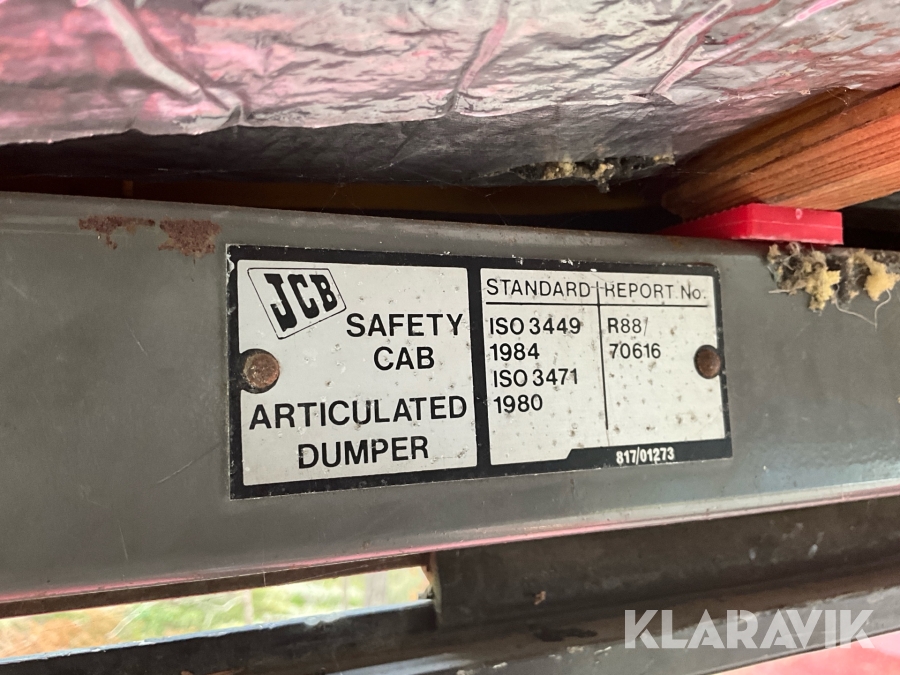 JCB
SAFETY
CAB
ARTICULATED
DUMPER
STANDARD REPORT No.
ISO 3449 R88/
1984 70616
ISO 3471
1980
817/01273
KLARAVIK